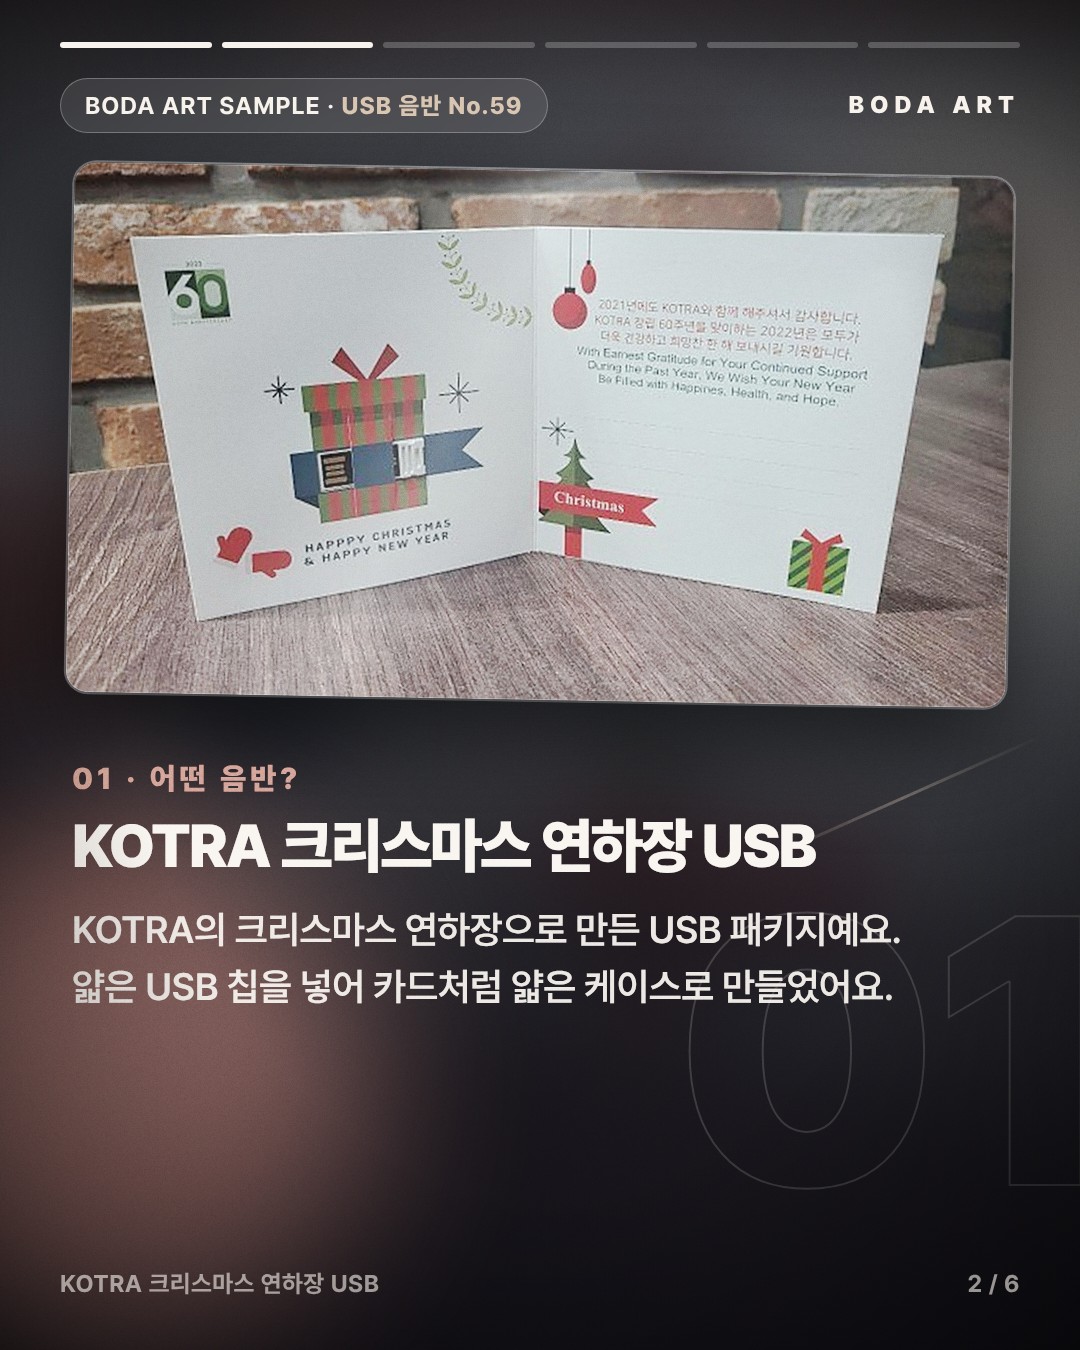 BODA ART SAMPLE · USB 음반 No.59
BODA ART
2022
60
2021년에도 KOTRA와 함께 해주셔서 감사합니다.
KOTRA 창립 60주년을 맞이하는 2022년은 모두가
더욱 건강하고 희망찬 한 해 보내시길 기원합니다.
With Earnest Gratitude for Your Continued Support
During the Past Year, We Wish Your New Year
Be Filled with Happines, Health, and Hope.
Christmas
HAPPPY CHRISTMAS
& HAPPY NEW YEAR
01 · 어떤 음반?
KOTRA 크리스마스 연하장 USB
KOTRA의 크리스마스 연하장으로 만든 USB 패키지예요.
얇은 USB 칩을 넣어 카드처럼 얇은 케이스로 만들었어요.
01
KOTRA 크리스마스 연하장 USB
2 / 6